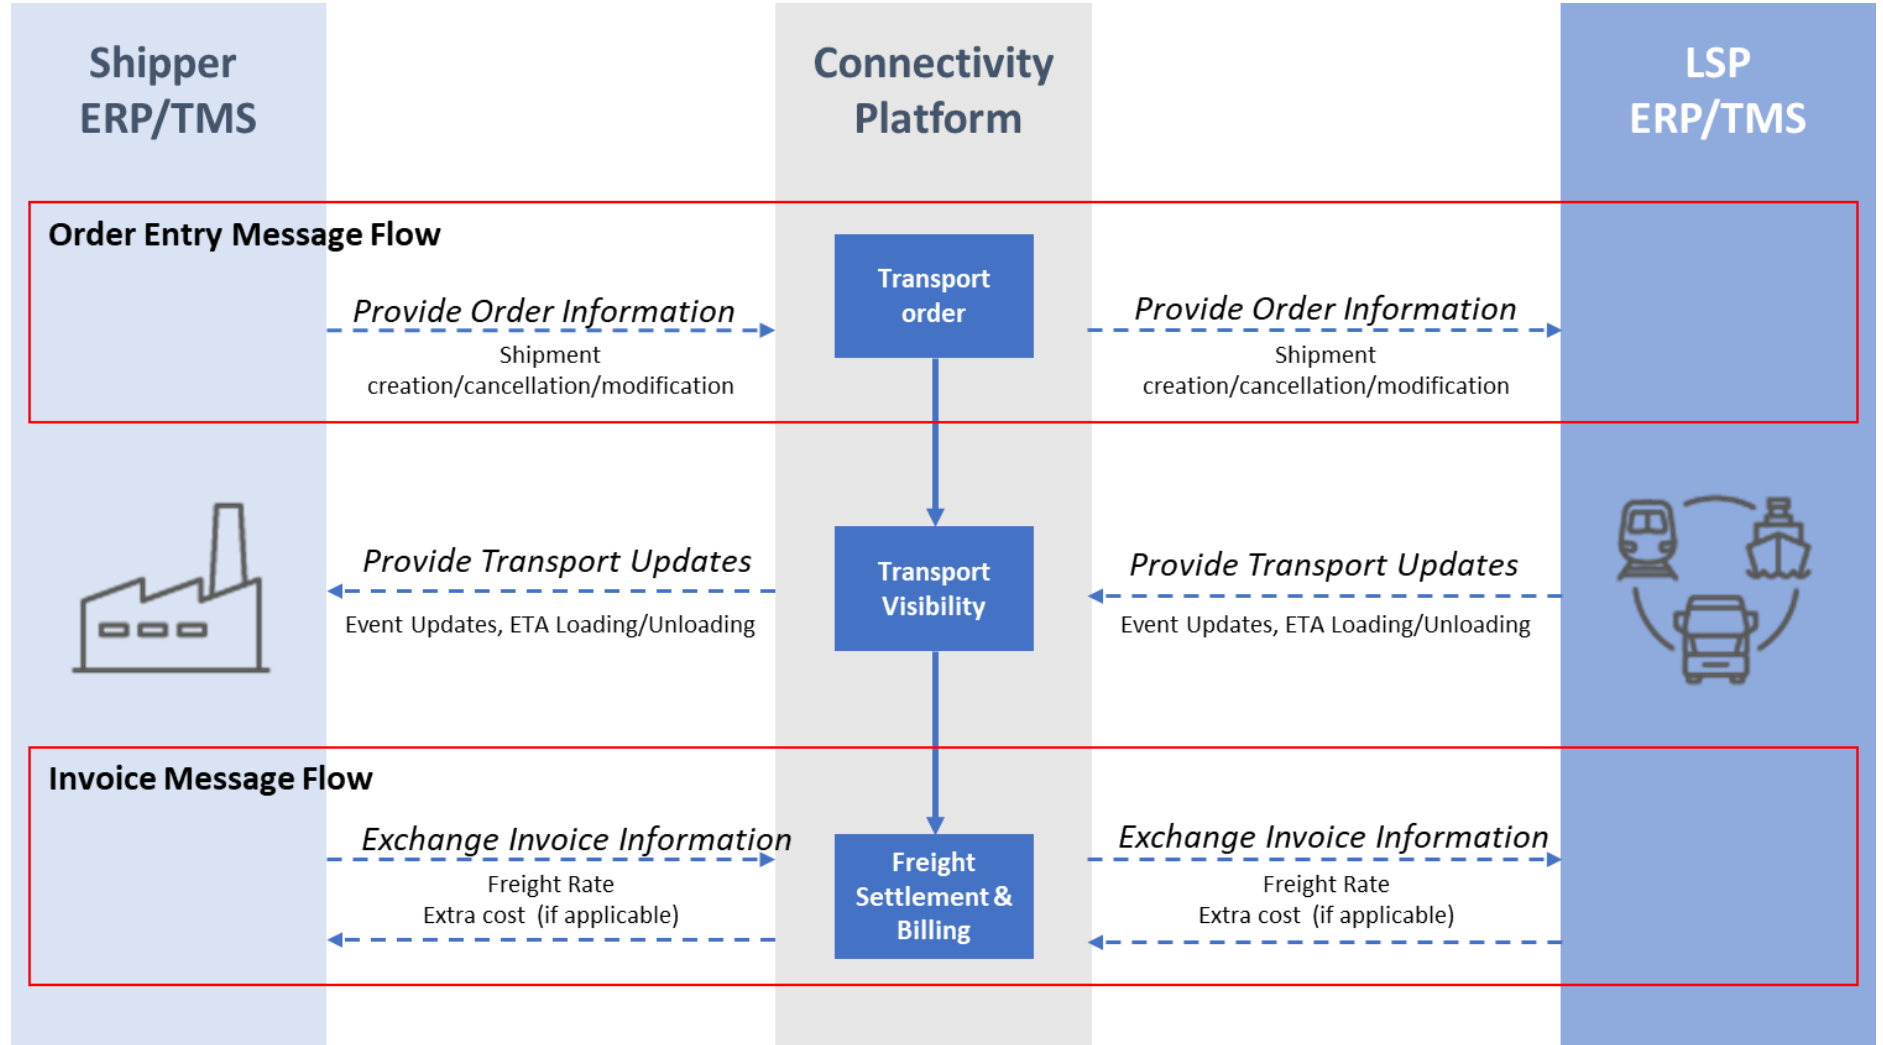 Shipper
ERP/TMS
Connectivity
Platform
LSP
ERP/TMS
Order Entry Message Flow
Provide Order Information
Shipment
creation/cancellation/modification
Transport
order
Provide Order Information
Shipment
creation/cancellation/modification
Provide Transport Updates
Event Updates, ETA Loading/Unloading
Transport
Visibility
Provide Transport Updates
Event Updates, ETA Loading/Unloading
Invoice Message Flow
Exchange Invoice Information
Freight Rate
Extra cost (if applicable)
Freight
Settlement &
Billing
Exchange Invoice Information
Freight Rate
Extra cost (if applicable)